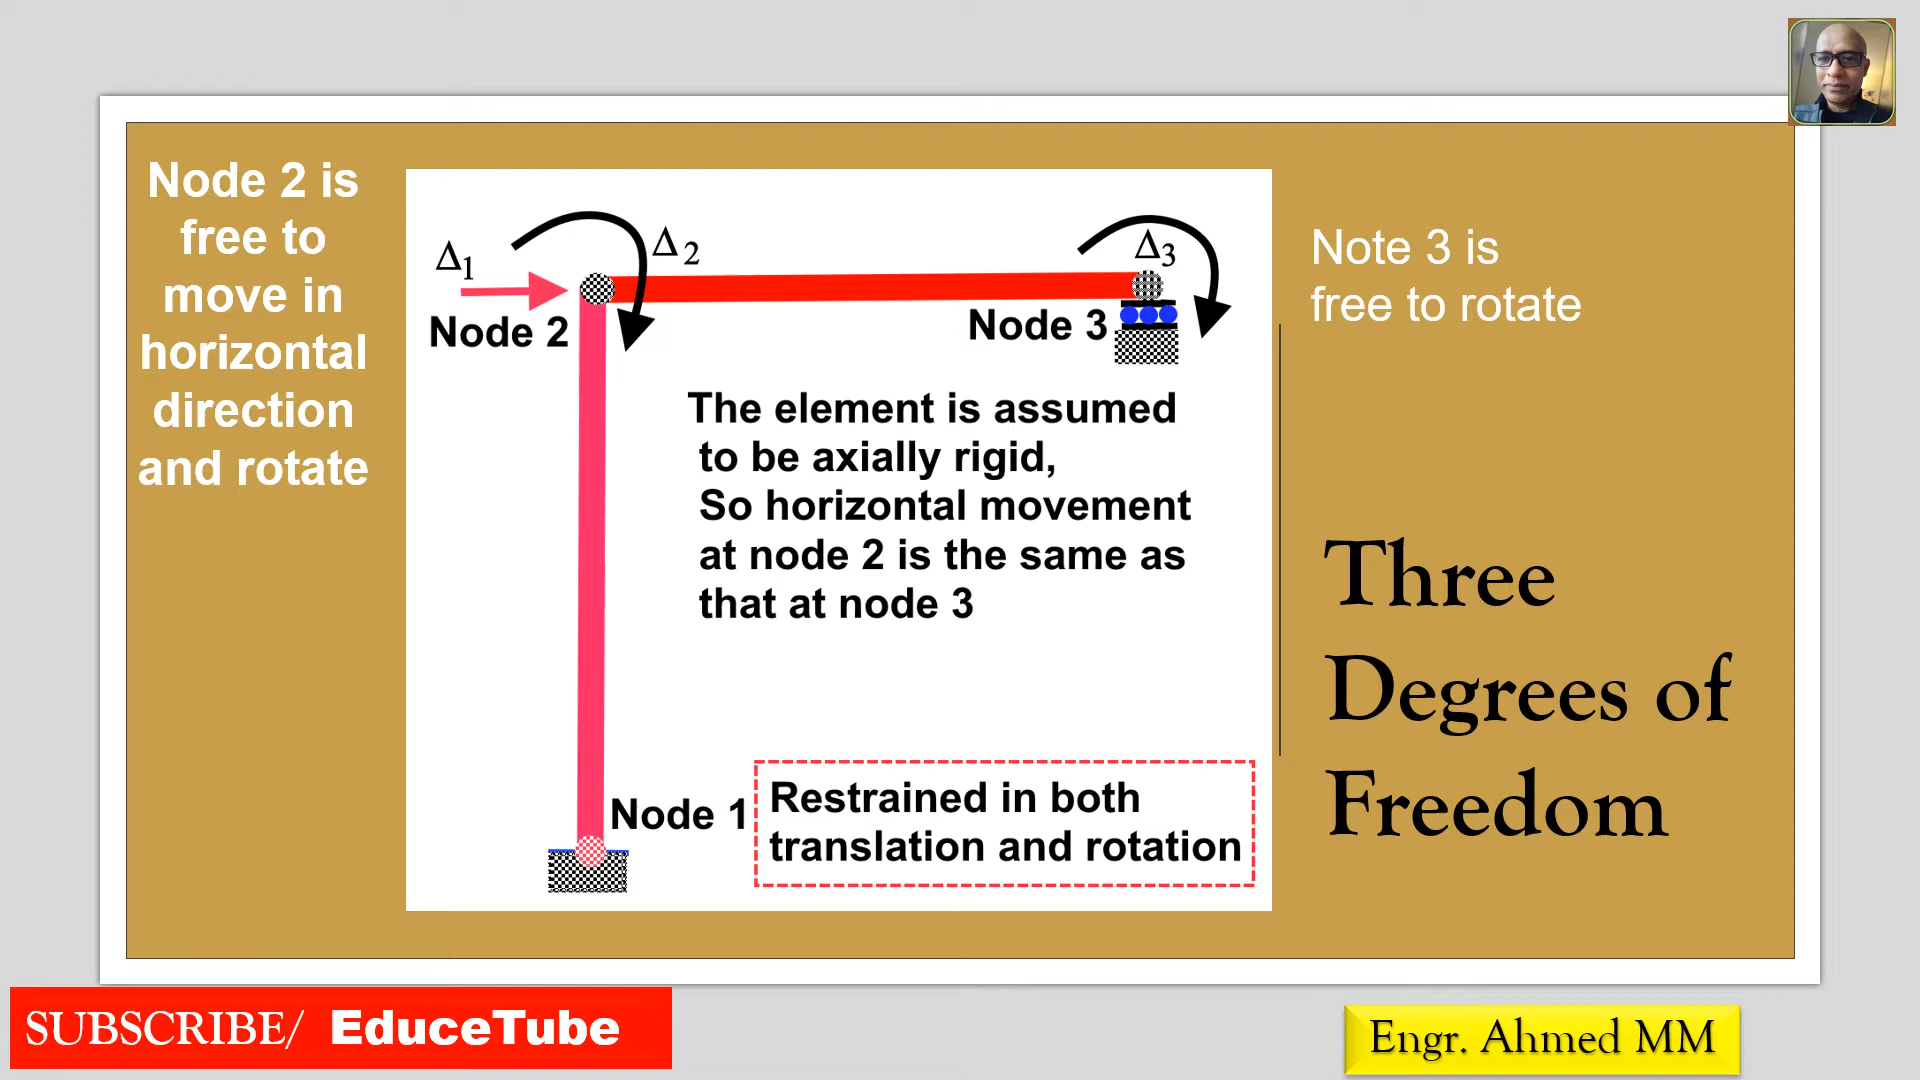 Node 2 is
free to
move in
horizontal
direction
and rotate
Δ1
Δ2
Δ3
Node 2
Node 3
The element is assumed
to be axially rigid,
So horizontal movement
at node 2 is the same as
that at node 3
Node 1
Restrained in both
translation and rotation
Note 3 is
free to rotate
Three
Degrees of
Freedom
SUBSCRIBE/ EduceTube
Engr. Ahmed MM